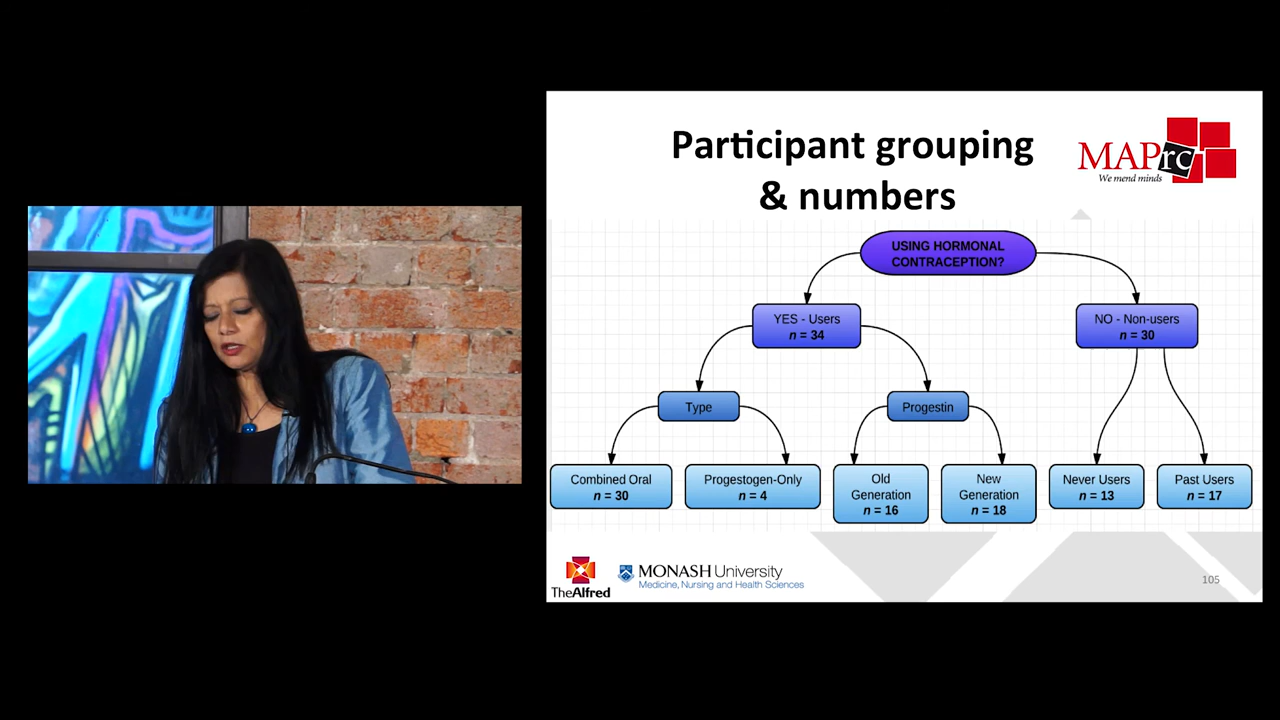 Participant grouping
& numbers
MAPrc
We mend minds
USING HORMONAL
CONTRACEPTION?
YES - Users
n = 34
NO - Non-users
n = 30
Type
Progestin
Combined Oral
n = 30
Progestogen-Only
n = 4
Old
Generation
n = 16
New
Generation
n = 18
Never Users
n = 13
Past Users
n = 17
TheAlfred
MONASH University
Medicine, Nursing and Health Sciences
105